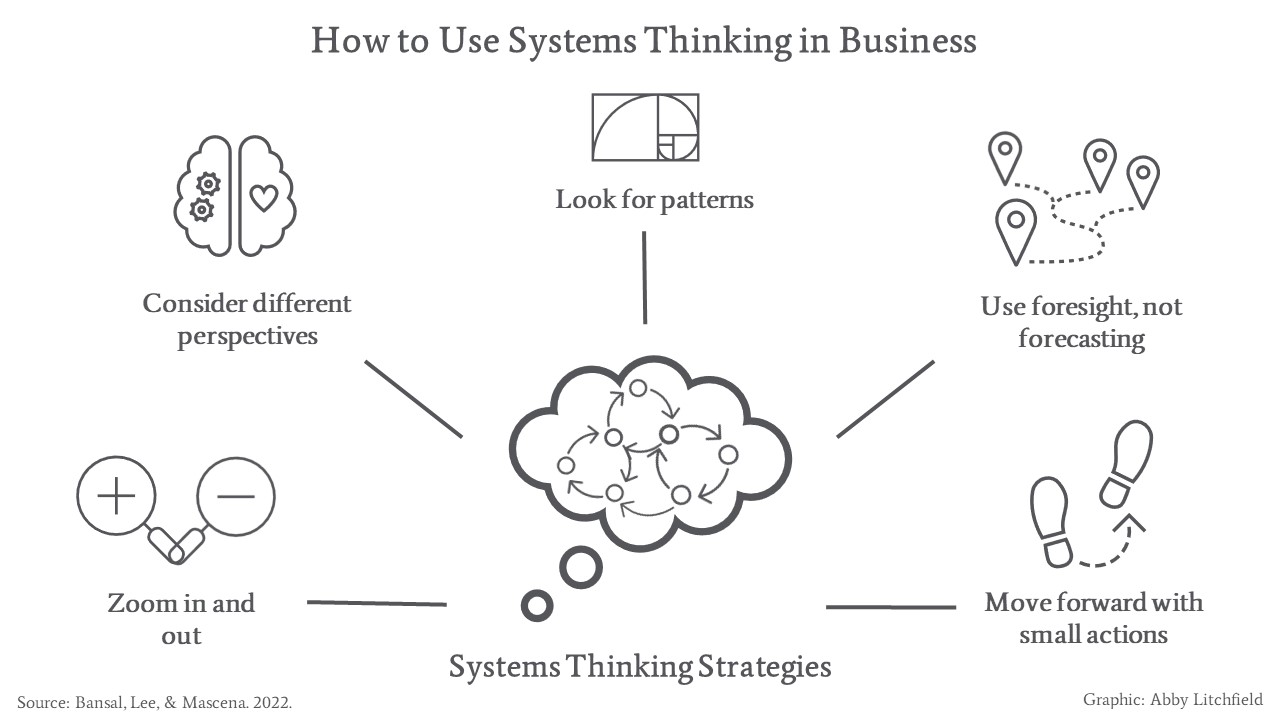 How to Use Systems Thinking in Business
Look for patterns
Consider different
perspectives
Use foresight, not
forecasting
Zoom in and
out
Move forward with
small actions
Systems Thinking Strategies
Source: Bansal, Lee, & Mascena. 2022.
Graphic: Abby Litchfield